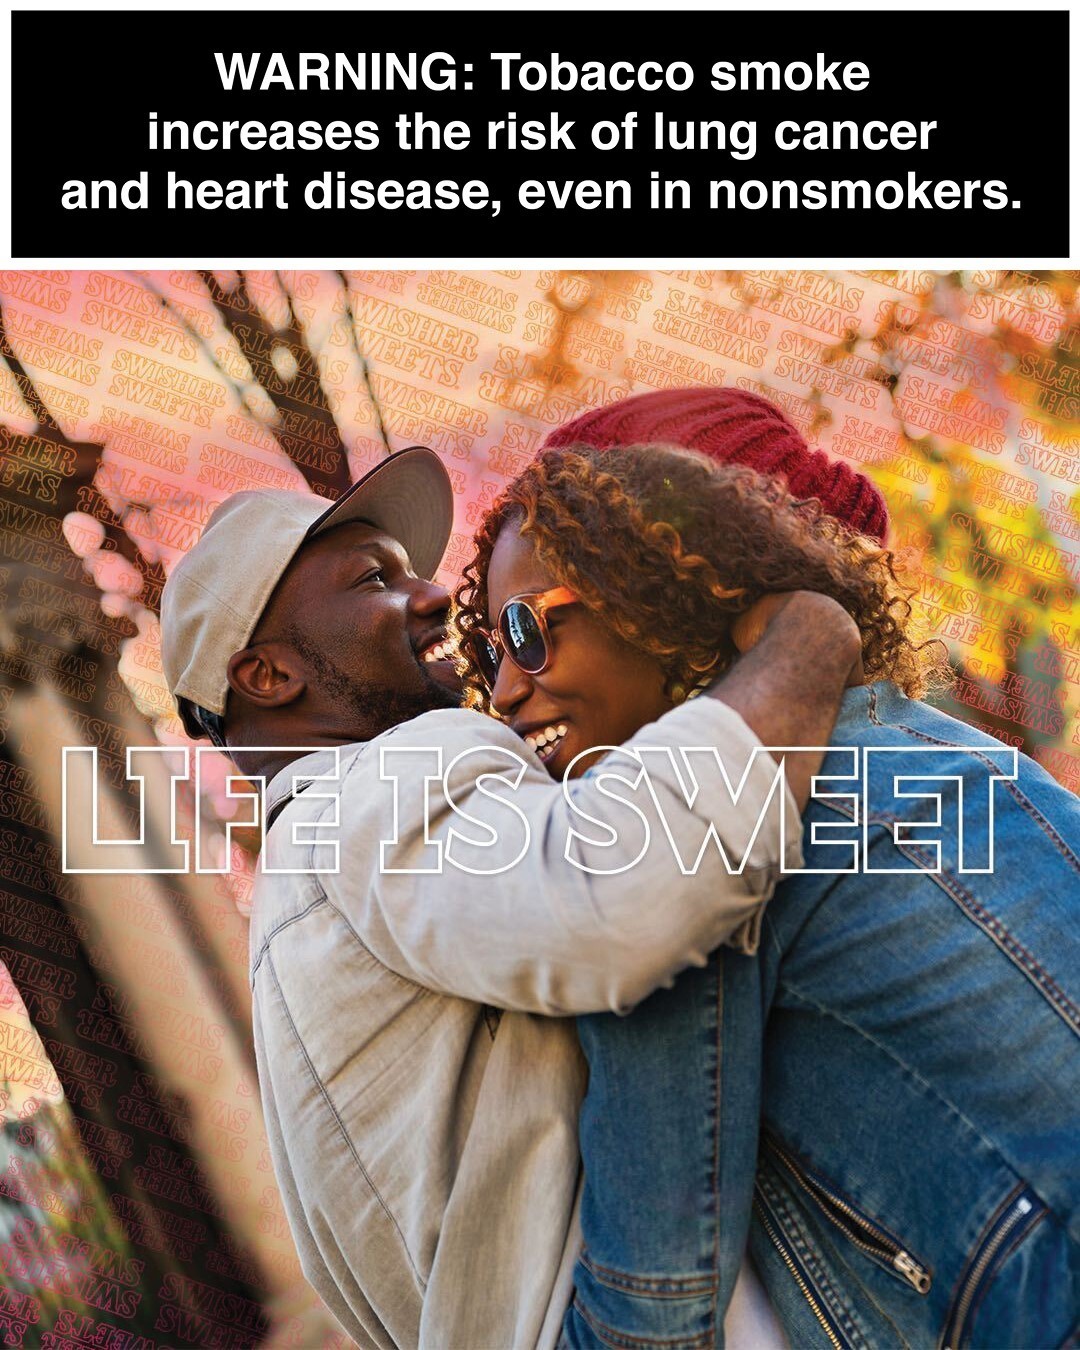 WARNING: Tobacco smoke
increases the risk of lung cancer
and heart disease, even in nonsmokers.
SWISHER
SWEETS
LIFE IS SWEET